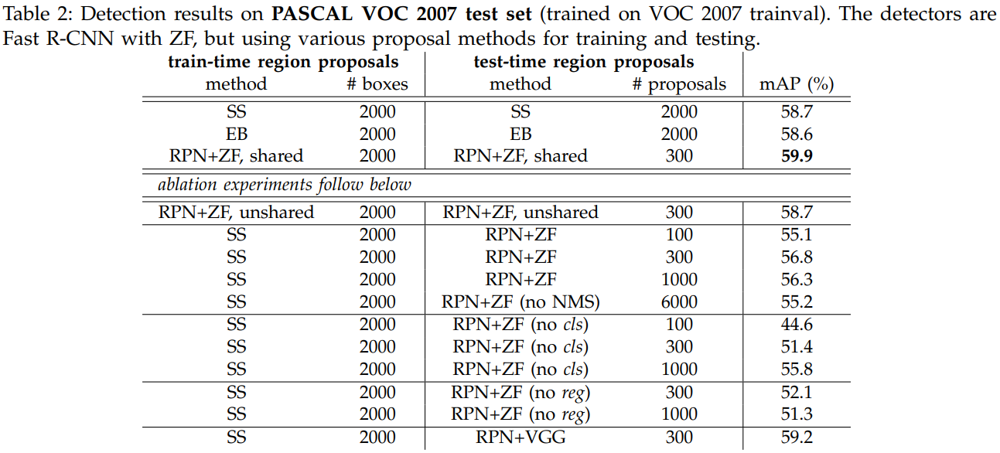 Table 2: Detection results on PASCAL VOC 2007 test set (trained on VOC 2007 trainval). The detectors are
Fast R-CNN with ZF, but using various proposal methods for training and testing.
train-time region proposals test-time region proposals
method # boxes method # proposals mAP (%)
SS 2000 SS 2000 58.7
EB 2000 EB 2000 58.6
RPN+ZF, shared 2000 RPN+ZF, shared 300 59.9
ablation experiments follow below
RPN+ZF, unshared 2000 RPN+ZF, unshared 300 58.7
SS 2000 RPN+ZF 100 55.1
SS 2000 RPN+ZF 300 56.8
SS 2000 RPN+ZF 1000 56.3
SS 2000 RPN+ZF (no NMS) 6000 55.2
SS 2000 RPN+ZF (no cls) 100 44.6
SS 2000 RPN+ZF (no cls) 300 51.4
SS 2000 RPN+ZF (no cls) 1000 55.8
SS 2000 RPN+ZF (no reg) 300 52.1
SS 2000 RPN+ZF (no reg) 1000 51.3
SS 2000 RPN+VGG 300 59.2